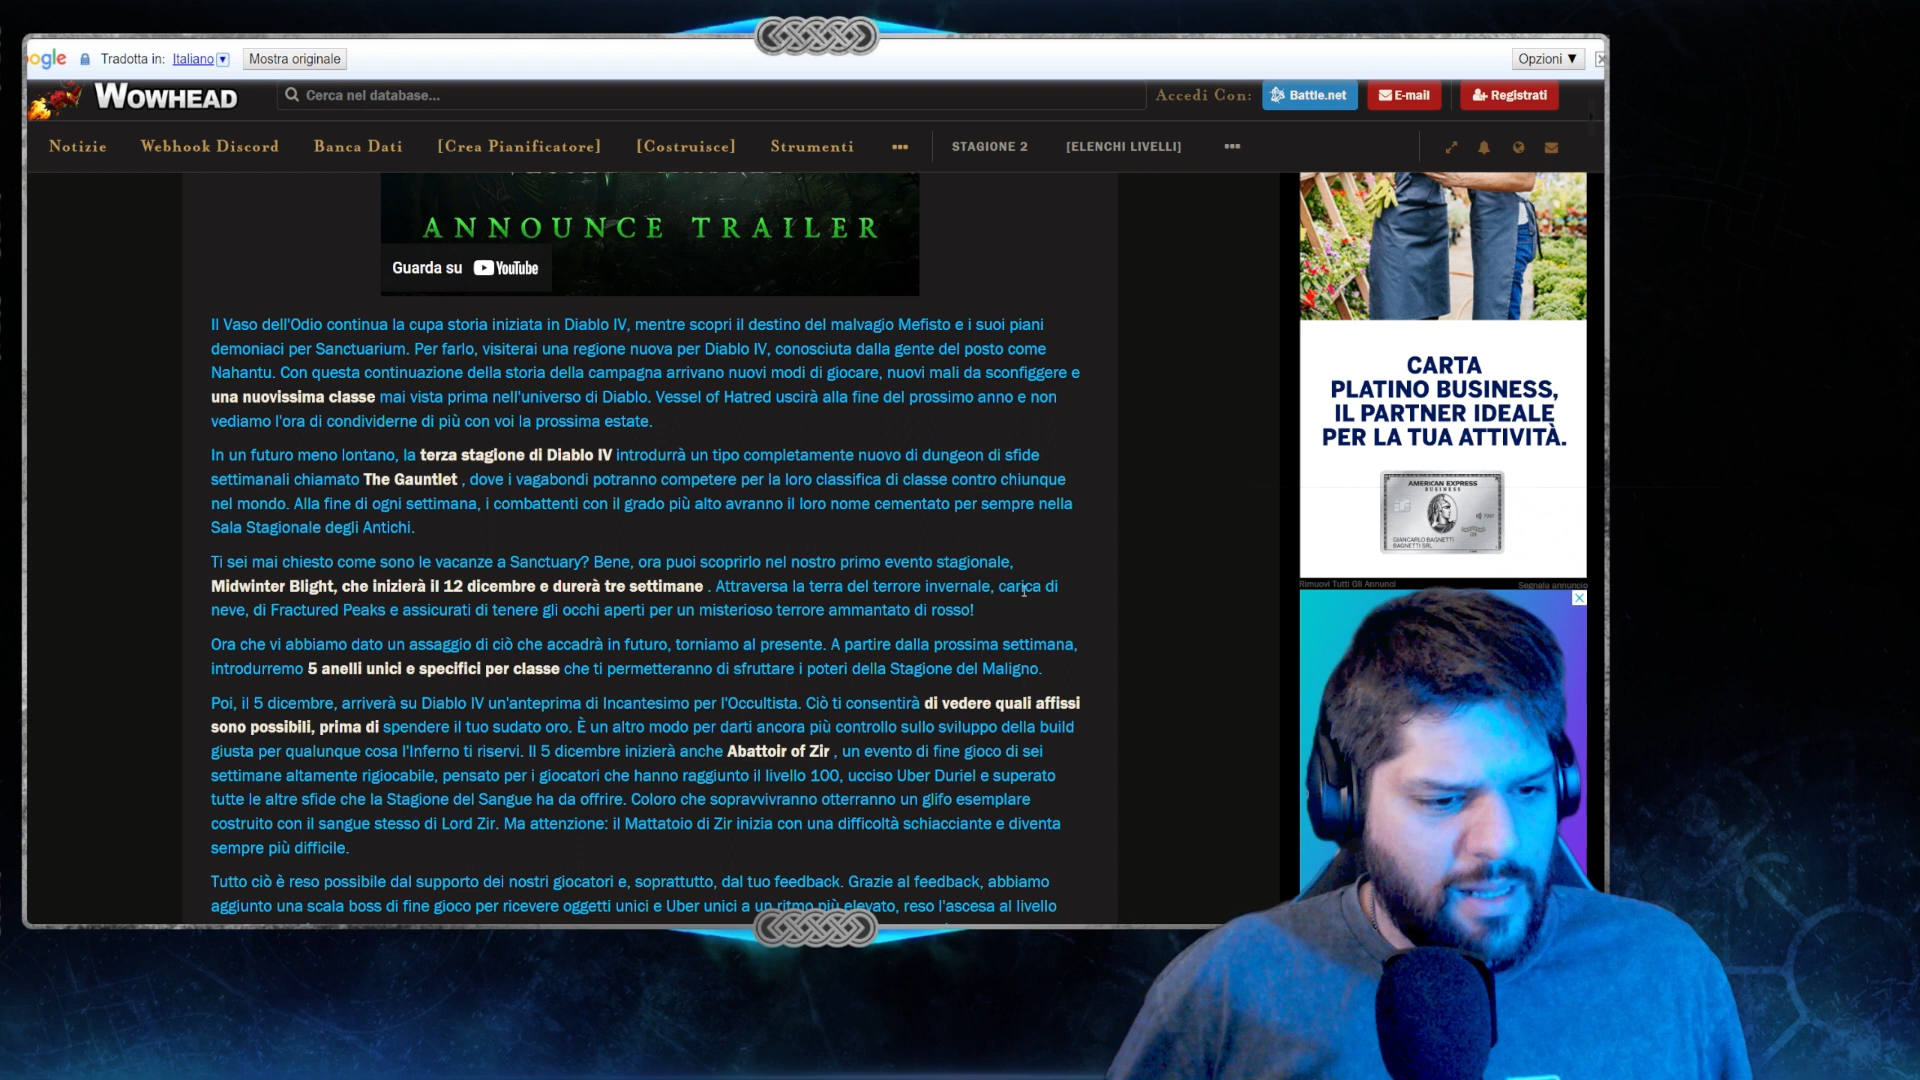 ogle Tradotta in: Italiano Mostra originale Opzioni ▼
WOWHEAD Cerca nel database... Accedi Con: Battle.net E-mail Registrati
Notizie Webhook Discord Banca Dati [Crea Pianificatore] [Costruisce] Strumenti ••• STAGIONE 2 [ELENCHI LIVELLI] •••
ANNOUNCE TRAILER
Guarda su YouTube
Il Vaso dell'Odio continua la cupa storia iniziata in Diablo IV, mentre scopri il destino del malvagio Mefisto e i suoi piani
demoniaci per Sanctuarium. Per farlo, visiterai una regione nuova per Diablo IV, conosciuta dalla gente del posto come
Nahantu. Con questa continuazione della storia della campagna arrivano nuovi modi di giocare, nuovi mali da sconfiggere e
una nuovissima classe mai vista prima nell'universo di Diablo. Vessel of Hatred uscirà alla fine del prossimo anno e non
vediamo l'ora di condividerne di più con voi la prossima estate.
In un futuro meno lontano, la terza stagione di Diablo IV introdurrà un tipo completamente nuovo di dungeon di sfide
settimanali chiamato The Gauntlet , dove i vagabondi potranno competere per la loro classifica di classe contro chiunque
nel mondo. Alla fine di ogni settimana, i combattenti con il grado più alto avranno il loro nome cementato per sempre nella
Sala Stagionale degli Antichi.
Ti sei mai chiesto come sono le vacanze a Sanctuary? Bene, ora puoi scoprirlo nel nostro primo evento stagionale,
Midwinter Blight, che inizierà il 12 dicembre e durerà tre settimane . Attraversa la terra del terrore invernale, carica di
neve, di Fractured Peaks e assicurati di tenere gli occhi aperti per un misterioso terrore ammantato di rosso!
Ora che vi abbiamo dato un assaggio di ciò che accadrà in futuro, torniamo al presente. A partire dalla prossima settimana,
introdurremo 5 anelli unici e specifici per classe che ti permetteranno di sfruttare i poteri della Stagione del Maligno.
Poi, il 5 dicembre, arriverà su Diablo IV un'anteprima di Incantesimo per l'Occultista. Ciò ti consentirà di vedere quali affissi
sono possibili, prima di spendere il tuo sudato oro. È un altro modo per darti ancora più controllo sullo sviluppo della build
giusta per qualunque cosa l'Inferno ti riservi. Il 5 dicembre inizierà anche Abattoir of Zir , un evento di fine gioco di sei
settimane altamente rigiocabile, pensato per i giocatori che hanno raggiunto il livello 100, ucciso Uber Duriel e superato
tutte le altre sfide che la Stagione del Sangue ha da offrire. Coloro che sopravvivranno otterranno un glifo esemplare
costruito con il sangue stesso di Lord Zir. Ma attenzione: il Mattatoio di Zir inizia con una difficoltà schiacciante e diventa
sempre più difficile.
Tutto ciò è reso possibile dal supporto dei nostri giocatori e, soprattutto, dal tuo feedback. Grazie al feedback, abbiamo
aggiunto una scala boss di fine gioco per ricevere oggetti unici e Uber unici a un ritmo più elevato, reso l'ascesa al livello
CARTA
PLATINO BUSINESS,
IL PARTNER IDEALE
PER LA TUA ATTIVITÀ.
AMERICAN EXPRESS
BUSINESS
GIANCARLO BAGNETTI
BAGNETTI SRL
Rimuovi Tutti Gli Annunci Segnala annuncio